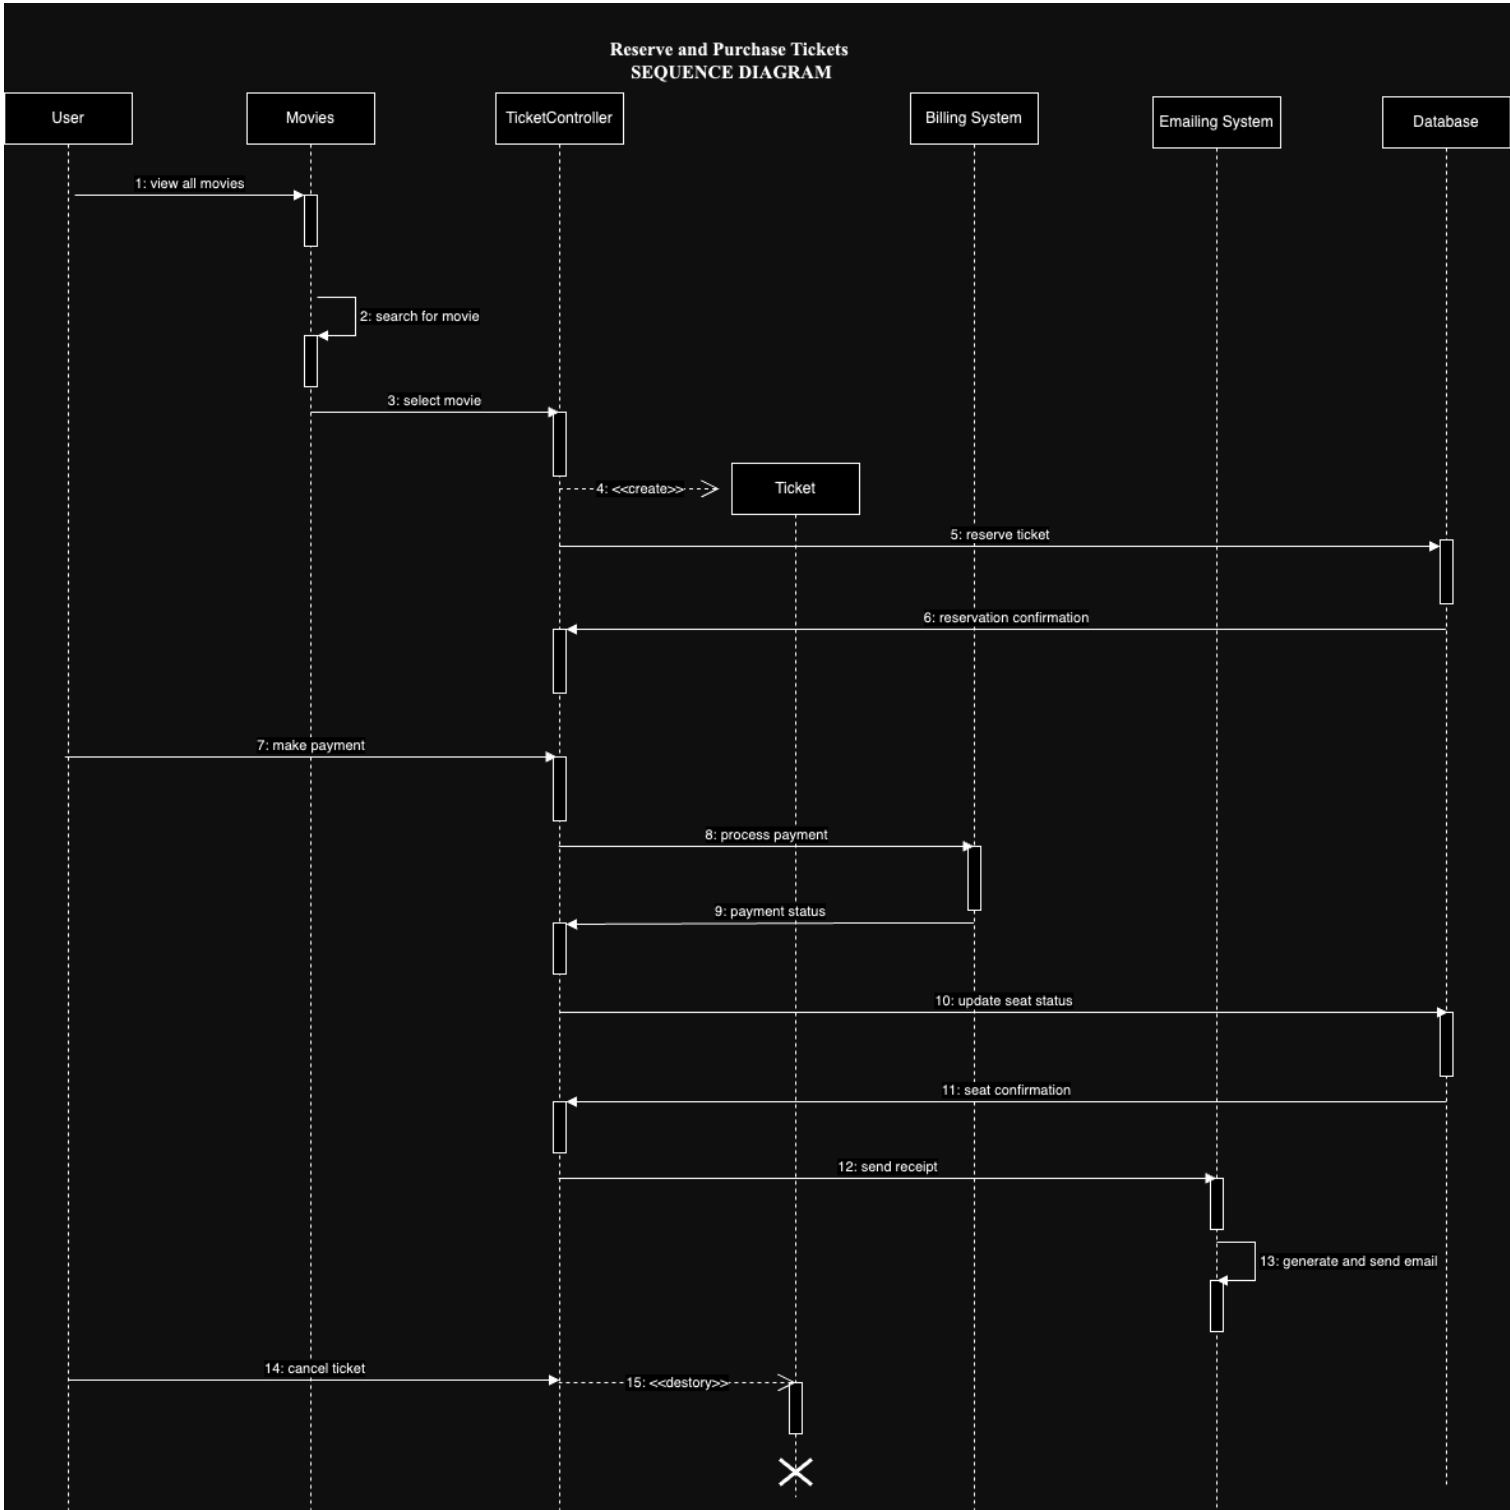 Reserve and Purchase Tickets
SEQUENCE DIAGRAM
User
Movies
TicketController
Billing System
Emailing System
Database
1: view all movies
2: search for movie
3: select movie
4: <<create>>
Ticket
5: reserve ticket
6: reservation confirmation
7: make payment
8: process payment
9: payment status
10: update seat status
11: seat confirmation
12: send receipt
13: generate and send email
14: cancel ticket
15: <<destory>>